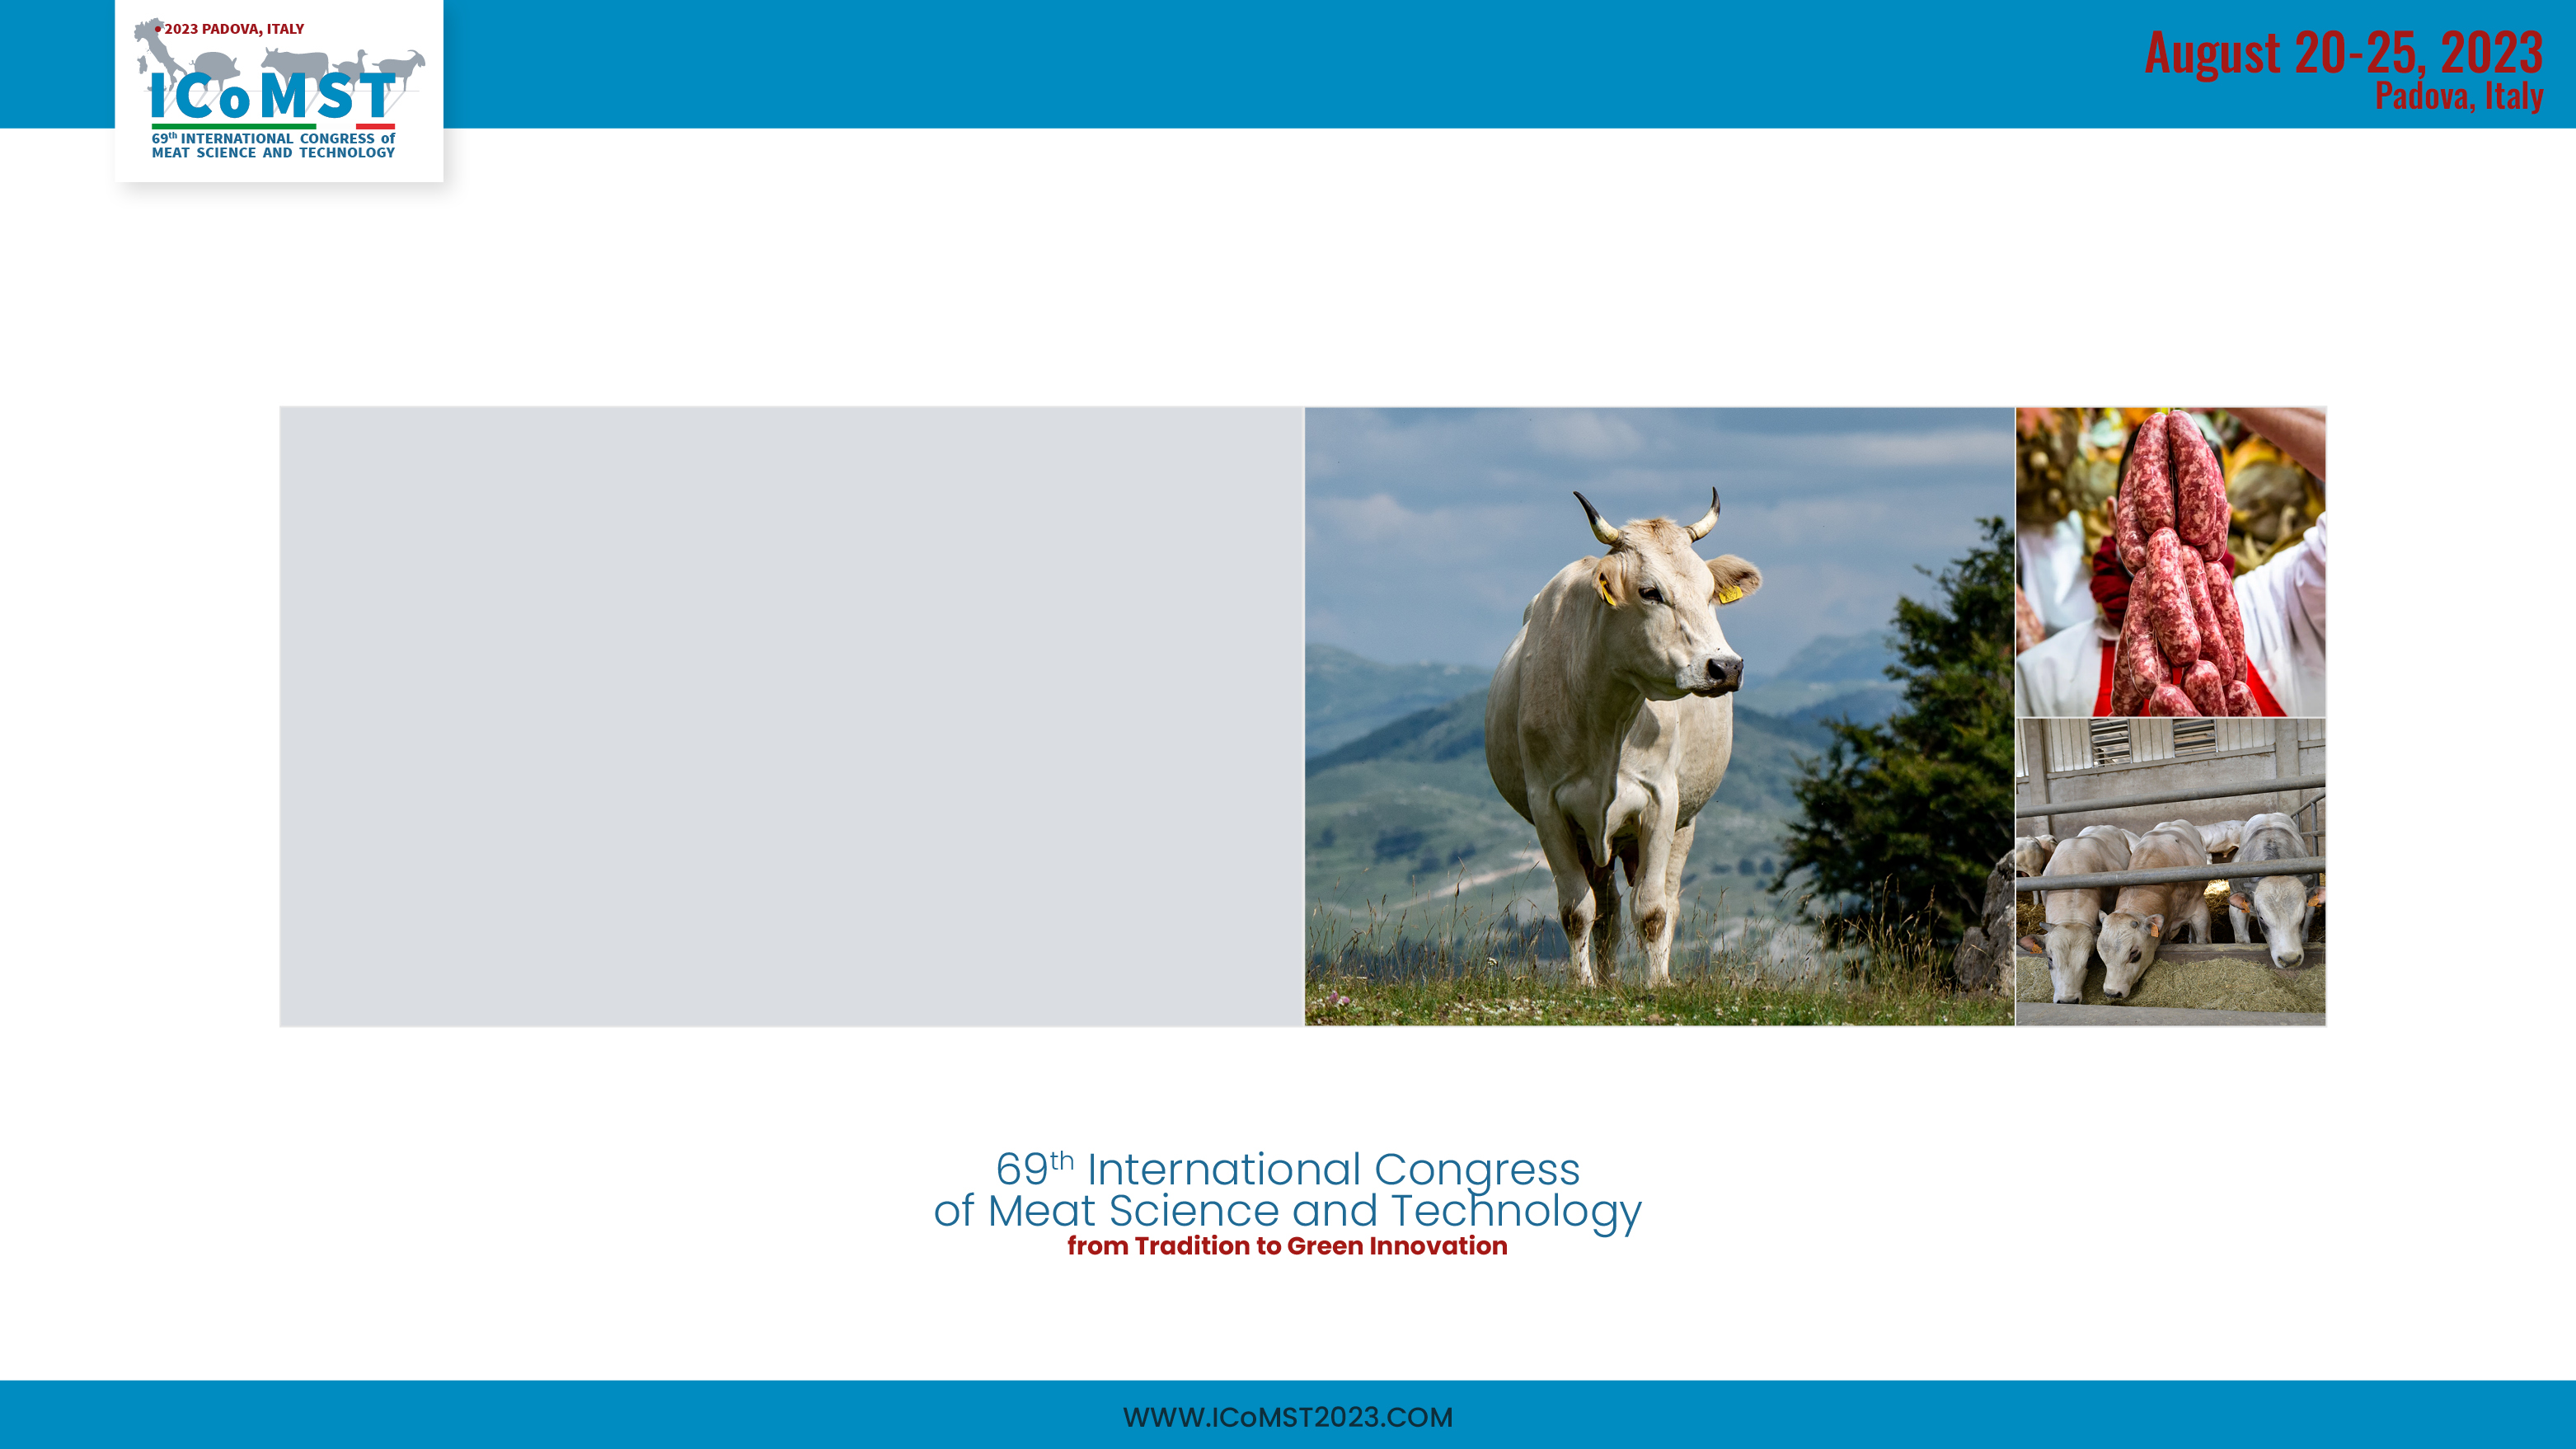 2023 PADOVA, ITALY
ICoMST
69th INTERNATIONAL CONGRESS of
MEAT SCIENCE AND TECHNOLOGY
August 20-25, 2023
Padova, Italy
69th International Congress
of Meat Science and Technology
from Tradition to Green Innovation
WWW.ICoMST2023.COM